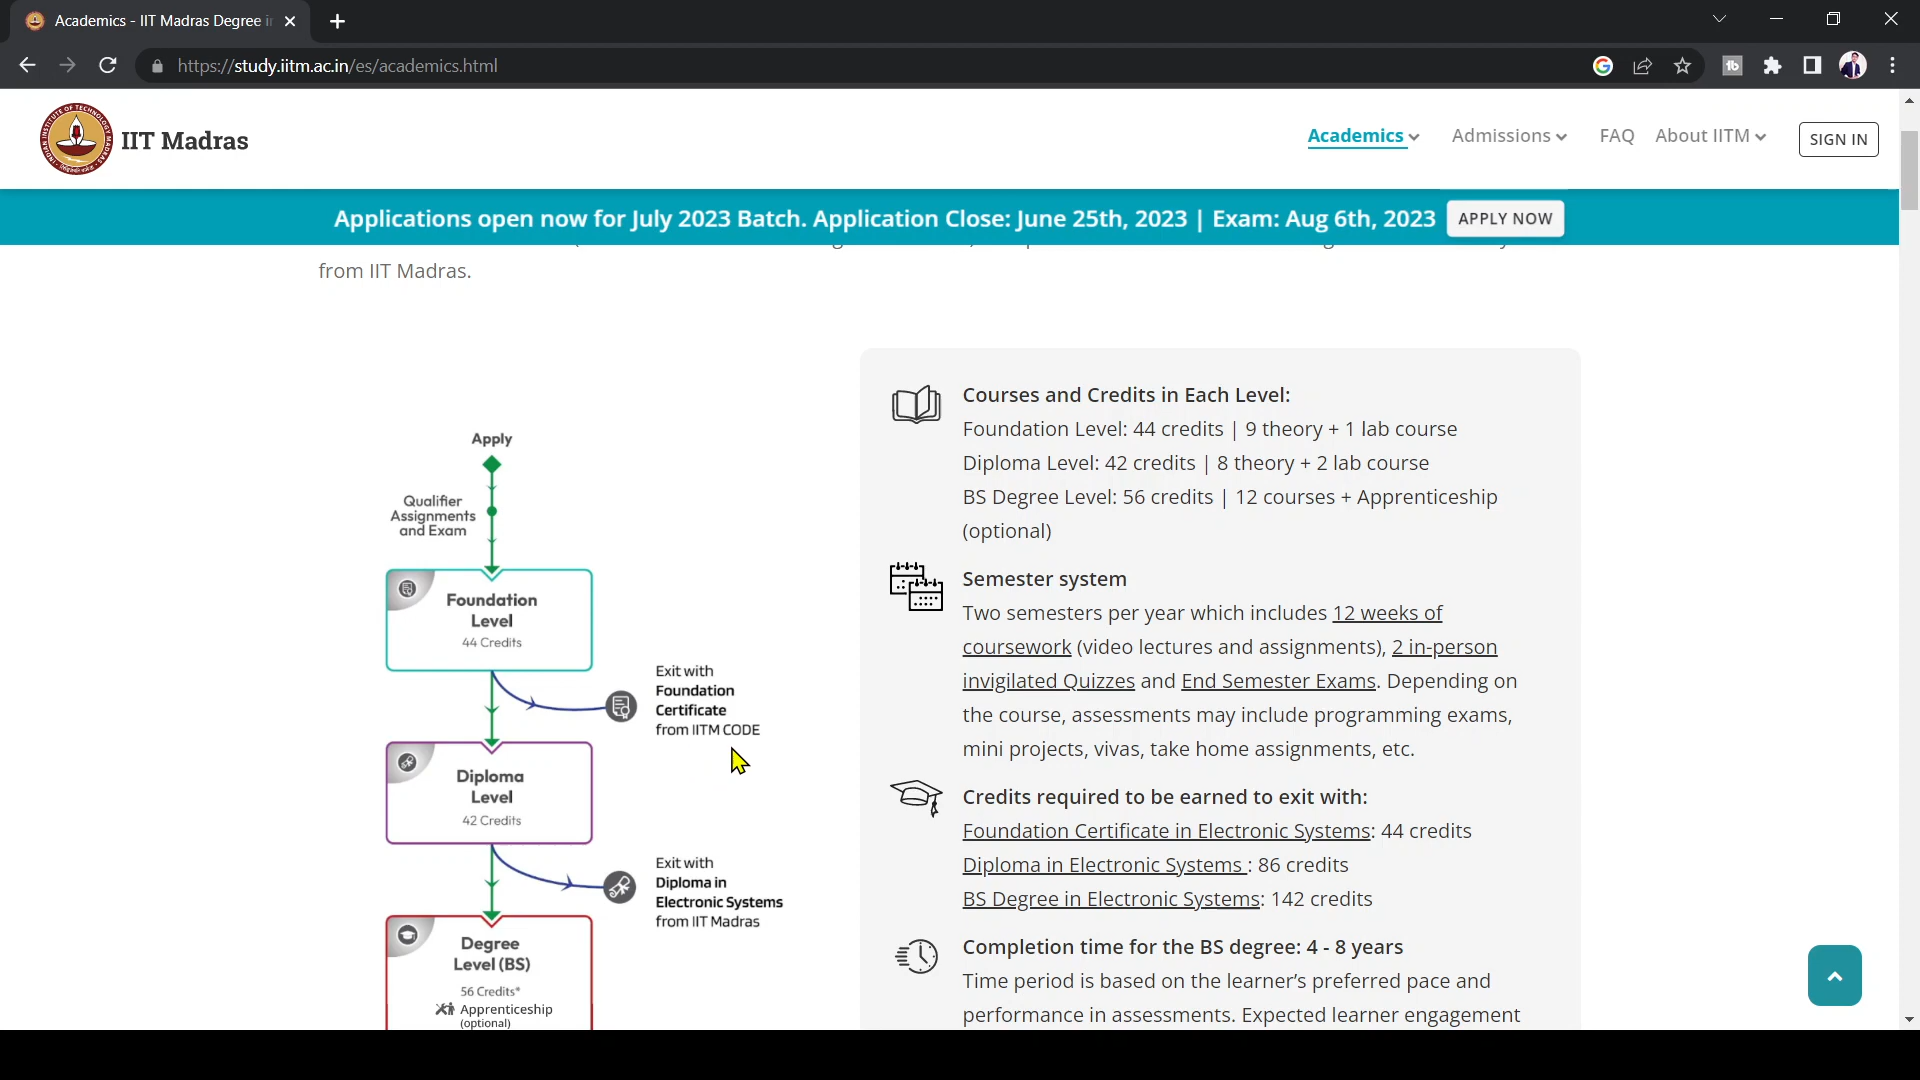 Academics - IIT Madras Degree in
https://study.iitm.ac.in/es/academics.html
IIT Madras
Academics
Admissions
FAQ
About IITM
SIGN IN
Applications open now for July 2023 Batch. Application Close: June 25th, 2023 | Exam: Aug 6th, 2023
APPLY NOW
from IIT Madras.
Apply
Qualifier
Assignments
and Exam
Foundation
Level
44 Credits
Exit with
Foundation
Certificate
from IITM CODE
Diploma
Level
42 Credits
Exit with
Diploma in
Electronic Systems
from IIT Madras
Degree
Level (BS)
56 Credits*
Apprenticeship
(optional)
Courses and Credits in Each Level:
Foundation Level: 44 credits | 9 theory + 1 lab course
Diploma Level: 42 credits | 8 theory + 2 lab course
BS Degree Level: 56 credits | 12 courses + Apprenticeship
(optional)
Semester system
Two semesters per year which includes 12 weeks of
coursework (video lectures and assignments), 2 in-person
invigilated Quizzes and End Semester Exams. Depending on
the course, assessments may include programming exams,
mini projects, vivas, take home assignments, etc.
Credits required to be earned to exit with:
Foundation Certificate in Electronic Systems: 44 credits
Diploma in Electronic Systems : 86 credits
BS Degree in Electronic Systems: 142 credits
Completion time for the BS degree: 4 - 8 years
Time period is based on the learner's preferred pace and
performance in assessments. Expected learner engagement